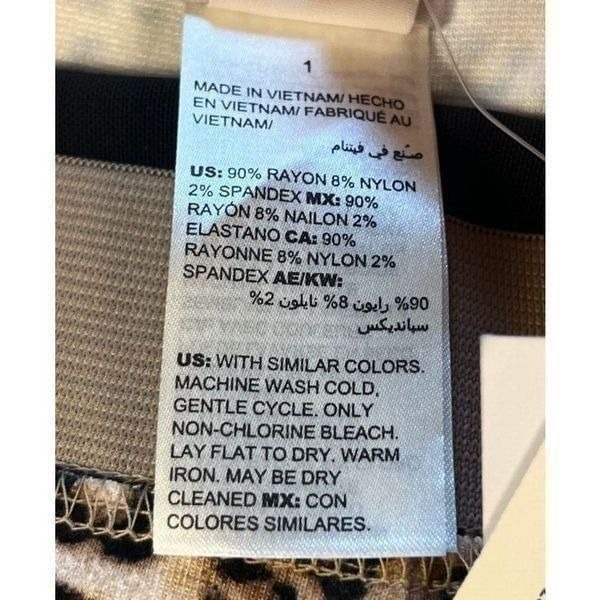 1
MADE IN VIETNAM/ HECHO
EN VIETNAM/ FABRIQUÉ AU
VIETNAM/
صنع في فيتنام
US: 90% RAYON 8% NYLON
2% SPANDEX MX: 90%
RAYÓN 8% NAILON 2%
ELASTANO CA: 90%
RAYONNE 8% NYLON 2%
SPANDEX AE/KW:
90% رايون 8% نايلون 2%
سبانديكس
US: WITH SIMILAR COLORS.
MACHINE WASH COLD,
GENTLE CYCLE. ONLY
NON-CHLORINE BLEACH.
LAY FLAT TO DRY. WARM
IRON. MAY BE DRY
CLEANED MX: CON
COLORES SIMILARES.